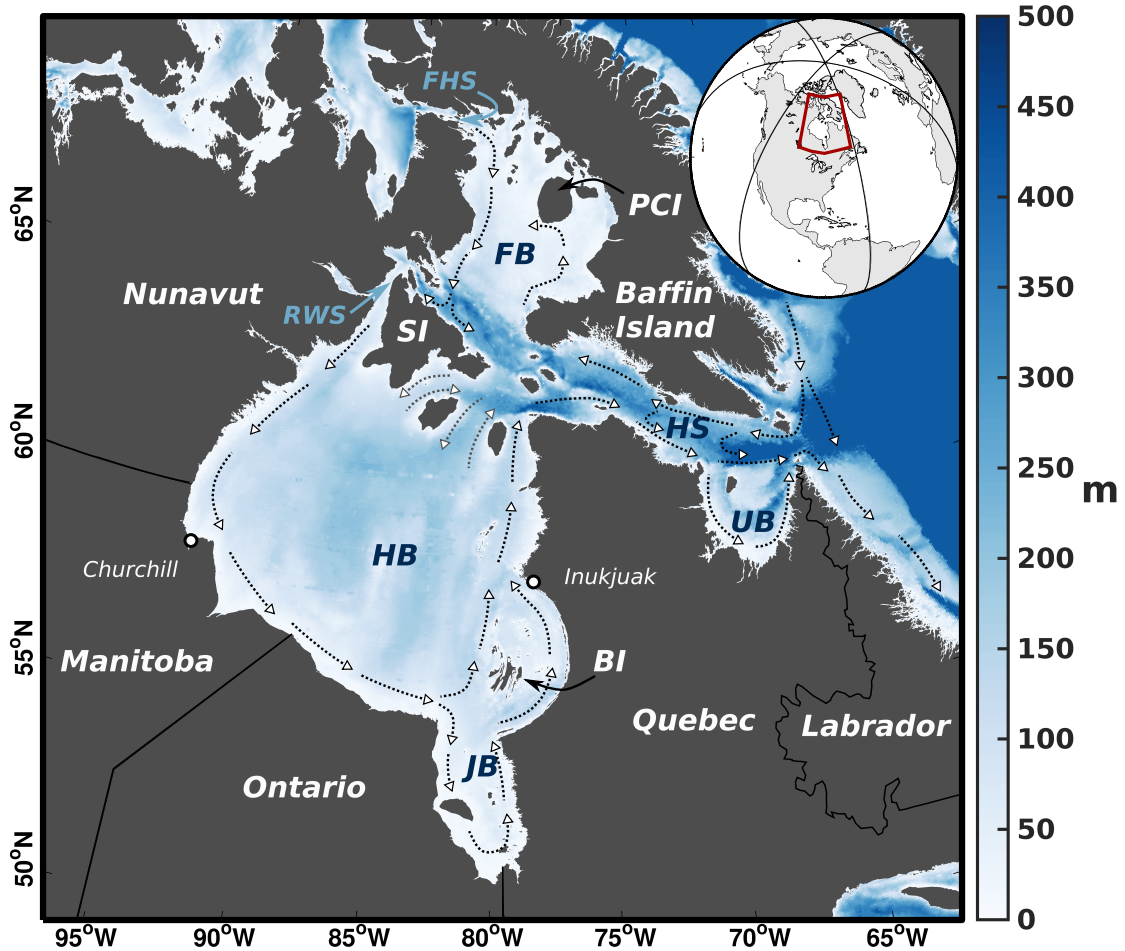 FHS
PCI
FB
Nunavut
Baffin
Island
RWS
SI
HS
UB
HB
Churchill
Inukjuak
Manitoba
BI
Quebec
Labrador
JB
Ontario
65°N
60°N
55°N
50°N
95°W
90°W
85°W
80°W
75°W
70°W
65°W
500
450
400
350
300
250
200
150
100
50
0
m